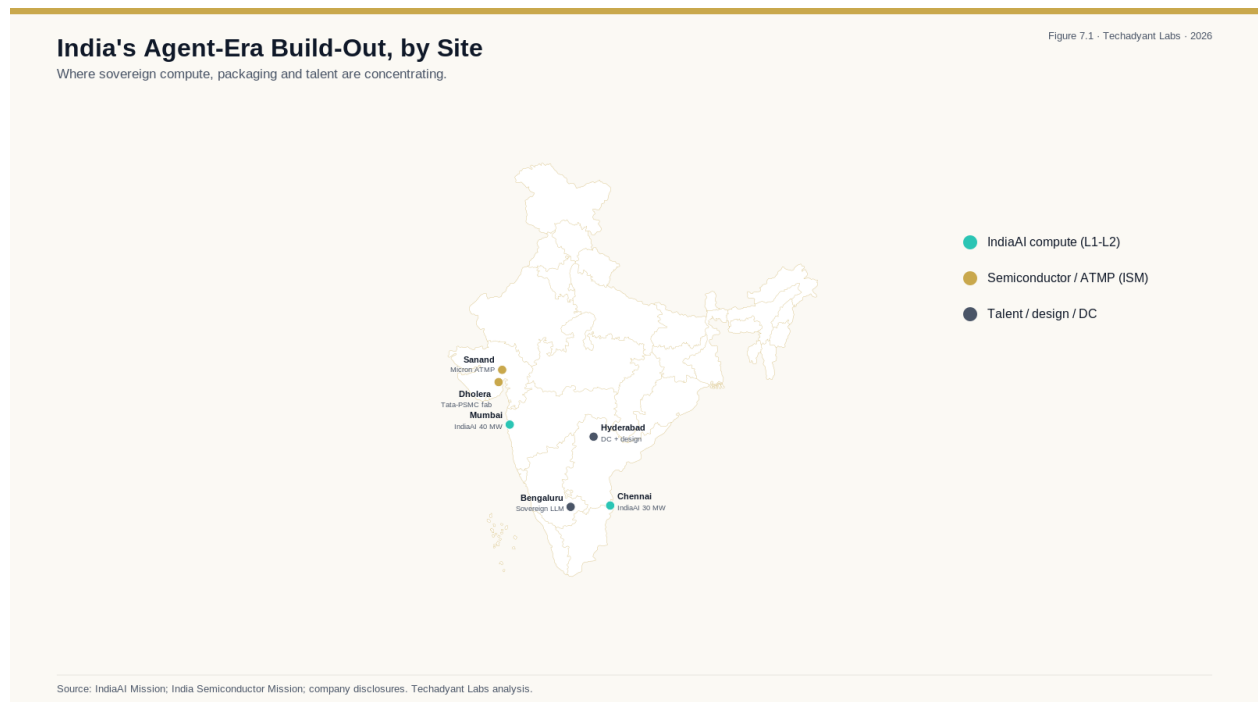 India's Agent-Era Build-Out, by Site
Figure 7.1 · Techadyant Labs · 2026
Where sovereign compute, packaging and talent are concentrating.
IndiaAI compute (L1-L2)
Semiconductor / ATMP (ISM)
Talent / design / DC
Sanand
Micron ATMP
Dholera
Tata-PSMC fab
Mumbai
IndiaAI 40 MW
Hyderabad
DC + design
Bengaluru
Sovereign LLM
Chennai
IndiaAI 30 MW
Source: IndiaAI Mission; India Semiconductor Mission; company disclosures. Techadyant Labs analysis.